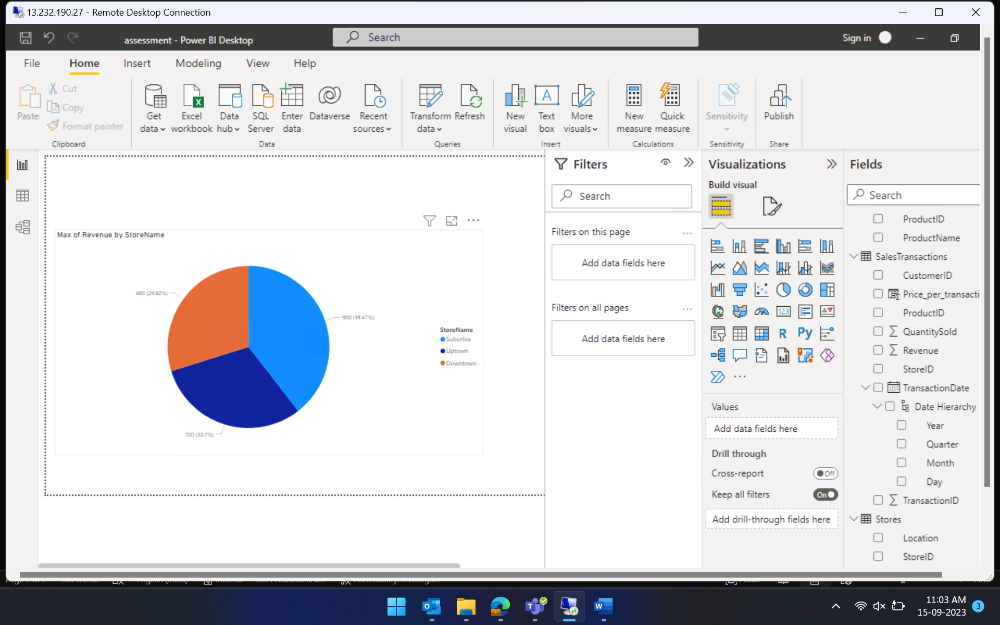 13.232.190.27 - Remote Desktop Connection
assessment - Power BI Desktop
Search
Sign in
File
Home
Insert
Modeling
View
Help
Paste
Cut
Copy
Format painter
Clipboard
Get data
Excel workbook
Data hub
SQL Server
Enter data
Dataverse
Recent sources
Data
Transform data
Refresh
Queries
New visual
Text box
More visuals
Insert
New measure
Quick measure
Calculations
Sensitivity
Sensitivity
Publish
Share
Max of Revenue by StoreName
680 (29.82%)
900 (39.47%)
700 (30.7%)
StoreName
Suburbia
Uptown
Downtown
Filters
Search
Filters on this page
Add data fields here
Filters on all pages
Add data fields here
Visualizations
Build visual
123
R
Py
Values
Add data fields here
Drill through
Cross-report
Off
Keep all filters
On
Add drill-through fields here
Fields
Search
ProductID
ProductName
SalesTransactions
CustomerID
Price_per_transacti
ProductID
QuantitySold
Revenue
StoreID
TransactionDate
Date Hierarchy
Year
Quarter
Month
Day
TransactionID
Stores
Location
StoreID
11:03 AM
15-09-2023
3